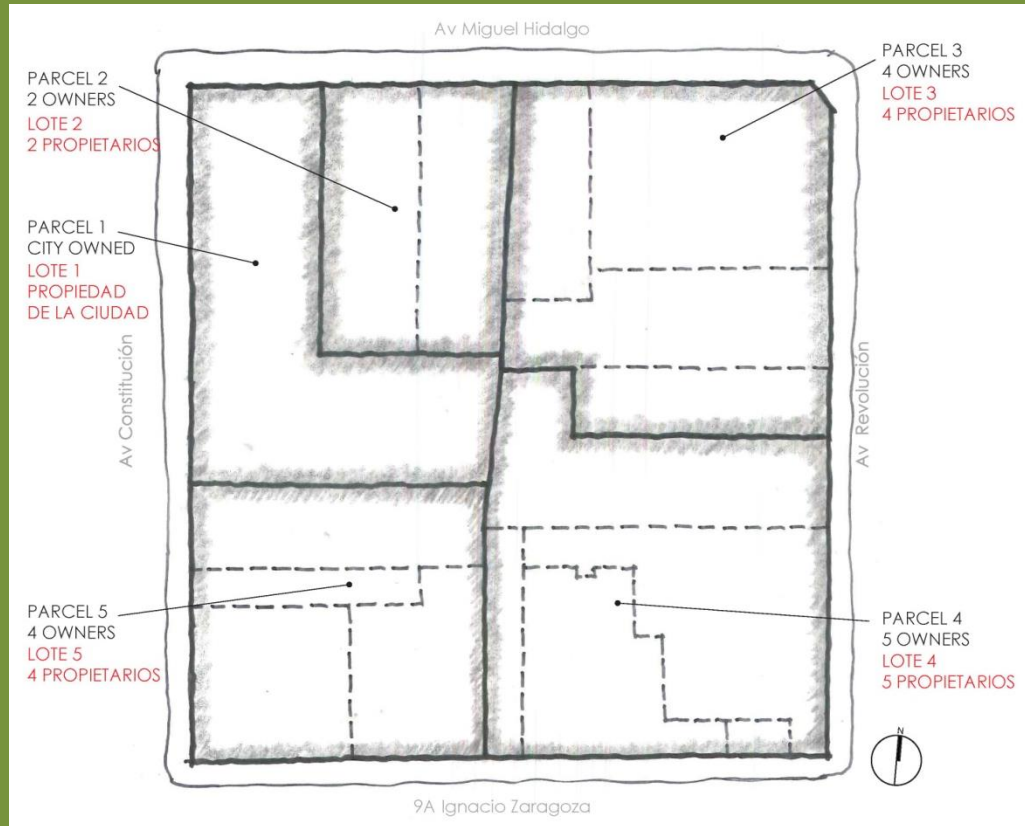 Av Miguel Hidalgo
PARCEL 2
2 OWNERS
LOTE 2
2 PROPIETARIOS
PARCEL 3
4 OWNERS
LOTE 3
4 PROPIETARIOS
PARCEL 1
CITY OWNED
LOTE 1
PROPIEDAD
DE LA CIUDAD
Av Constitución
Av Revolución
PARCEL 5
4 OWNERS
LOTE 5
4 PROPIETARIOS
PARCEL 4
5 OWNERS
LOTE 4
5 PROPIETARIOS
N
9A Ignacio Zaragoza